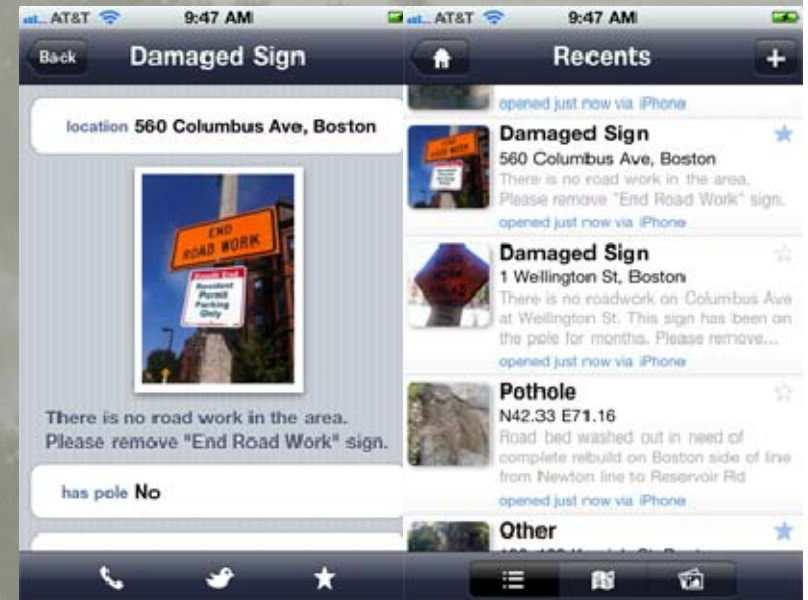 AT&T 9:47 AM
Back Damaged Sign
location 560 Columbus Ave, Boston
END
ROAD WORK
South End
Resident
Permit
Parking
Only
There is no road work in the area.
Please remove "End Road Work" sign.
has pole No
AT&T 9:47 AM
Recents
opened just now via iPhone
Damaged Sign
560 Columbus Ave, Boston
There is no road work in the area.
Please remove "End Road Work" sign.
opened just now via iPhone
Damaged Sign
1 Wellington St, Boston
There is no roadwork on Columbus Ave
at Wellington St. This sign has been on
the pole for months. Please remove...
opened just now via iPhone
Pothole
N42.33 E71.16
Road bed washed out in need of
complete rebuild on Boston side of line
from Newton line to Reservoir Rd
opened just now via iPhone
Other